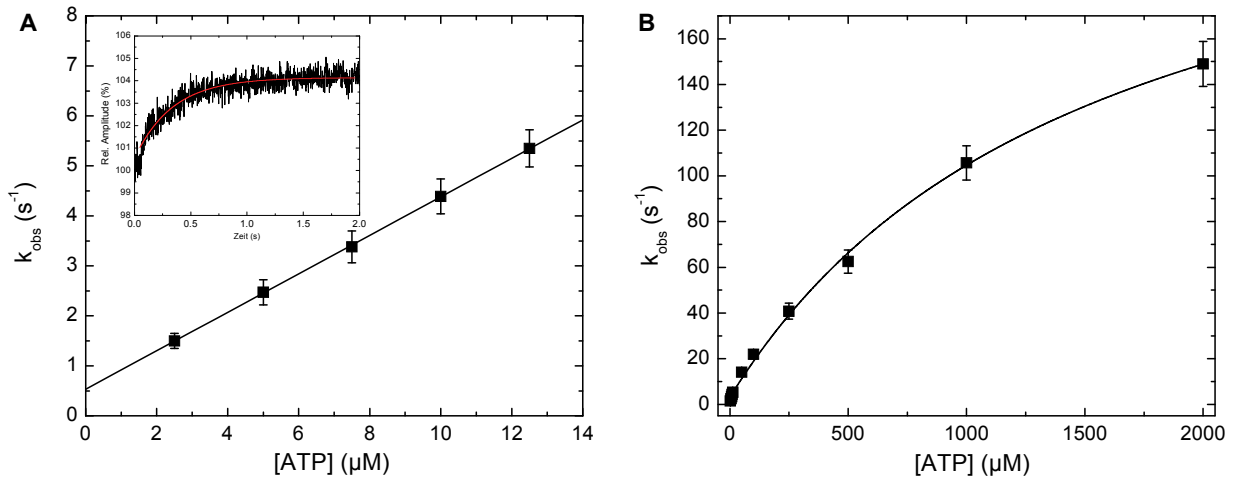 A
8
7
6
5
4
3
2
1
0
k_obs (s^-1)
0 2 4 6 8 10 12 14
[ATP] (µM)
106
105
104
103
102
101
100
99
98
Rel. Amplitude (%)
0.0 0.5 1.0 1.5 2.0
Zeit (s)
B
160
140
120
100
80
60
40
20
0
k_obs (s^-1)
0 500 1000 1500 2000
[ATP] (µM)